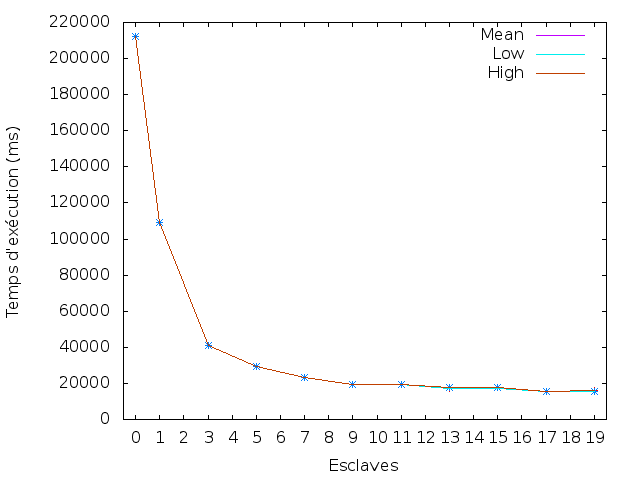 220000
Mean
200000
Low
High
180000
160000
140000
120000
100000
80000
60000
40000
20000
0
Temps d'exécution (ms)
0 1 2 3 4 5 6 7 8 9 10 11 12 13 14 15 16 17 18 19
Esclaves